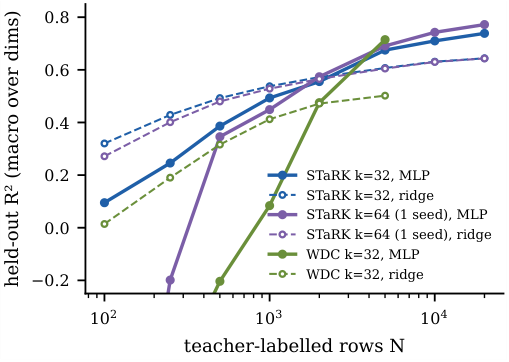 held-out R² (macro over dims)
0.8
0.6
0.4
0.2
0.0
−0.2
STaRK k=32, MLP
STaRK k=32, ridge
STaRK k=64 (1 seed), MLP
STaRK k=64 (1 seed), ridge
WDC k=32, MLP
WDC k=32, ridge
10² 10³ 10⁴
teacher-labelled rows N